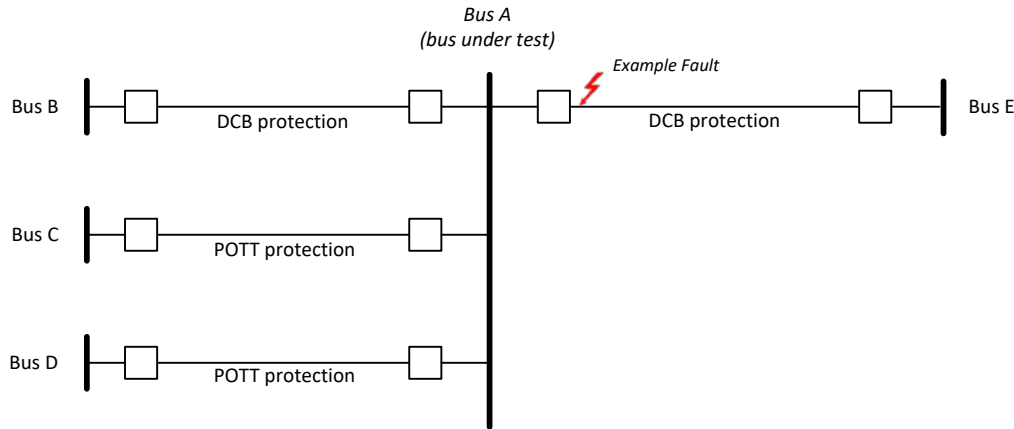 Bus A
(bus under test)
Example Fault
Bus B
DCB protection
DCB protection
Bus E
Bus C
POTT protection
Bus D
POTT protection